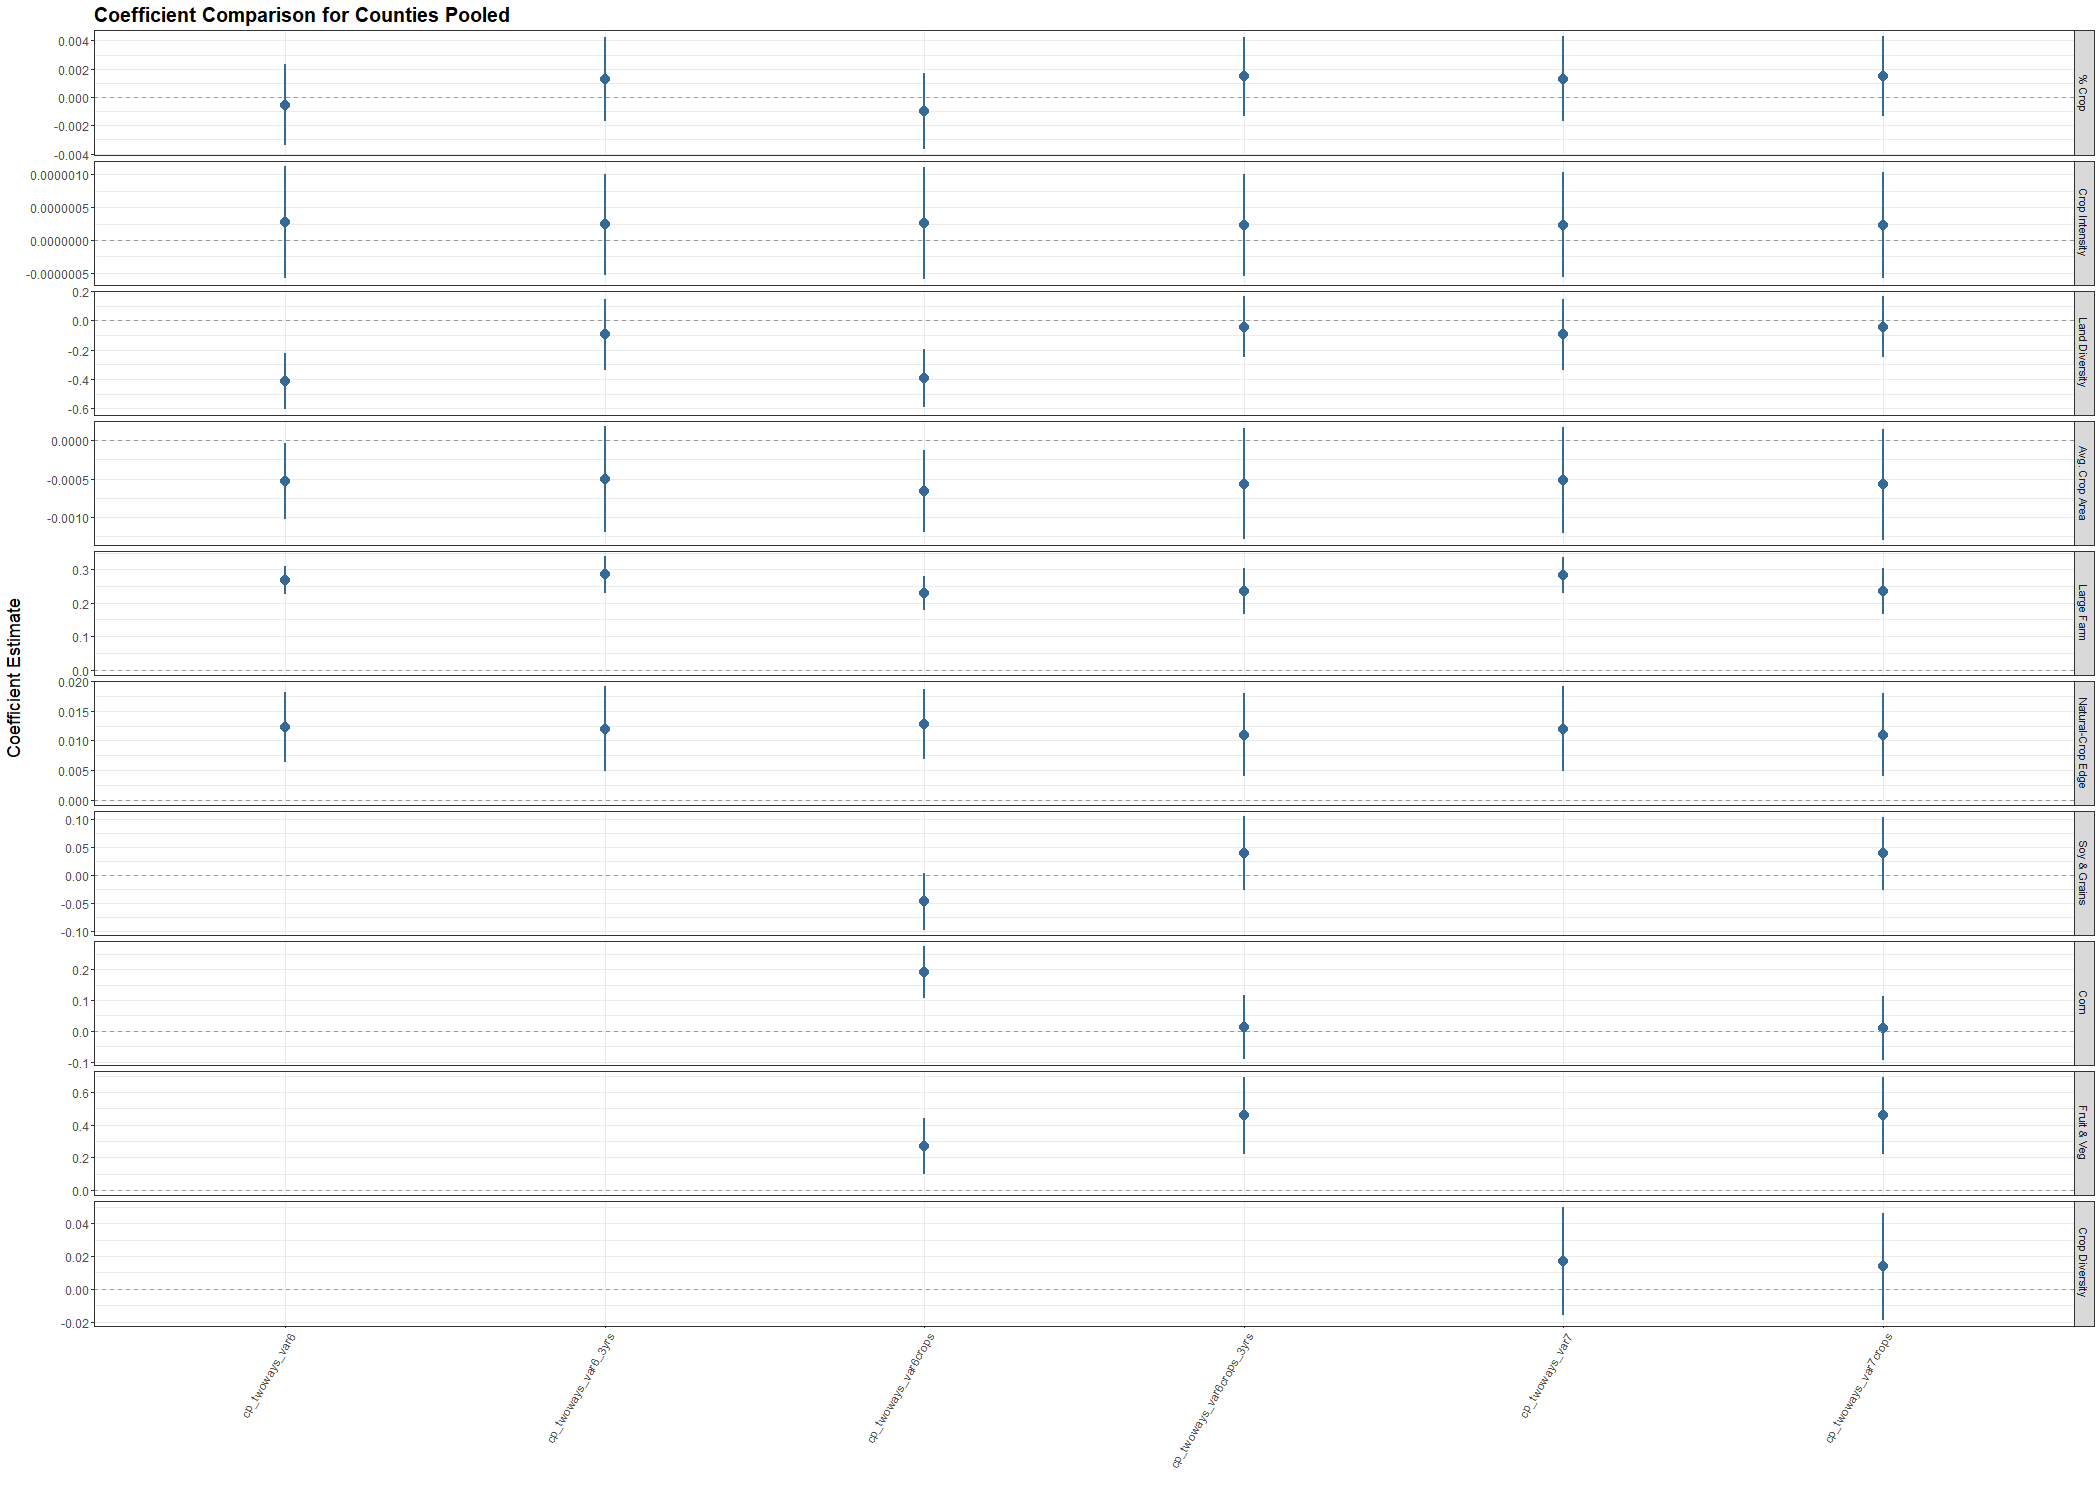 Coefficient Comparison for Counties Pooled
Coefficient Estimate
0.004
0.002
0.000
-0.002
-0.004
% Crop
0.0000010
0.0000005
0.0000000
-0.0000005
Crop Intensity
0.2
0.0
-0.2
-0.4
-0.6
Land Diversity
0.0000
-0.0005
-0.0010
Avg. Crop Area
0.3
0.2
0.1
0.0
Large Farm
0.020
0.015
0.010
0.005
0.000
Natural-Crop Edge
0.10
0.05
0.00
-0.05
-0.10
Soy & Grains
0.2
0.1
0.0
-0.1
Corn
0.6
0.4
0.2
0.0
Fruit & Veg
0.04
0.02
0.00
-0.02
Crop Diversity
cp_twoways_var6
cp_twoways_var6_3yrs
cp_twoways_var6crops
cp_twoways_var6crops_3yrs
cp_twoways_var7
cp_twoways_var7crops